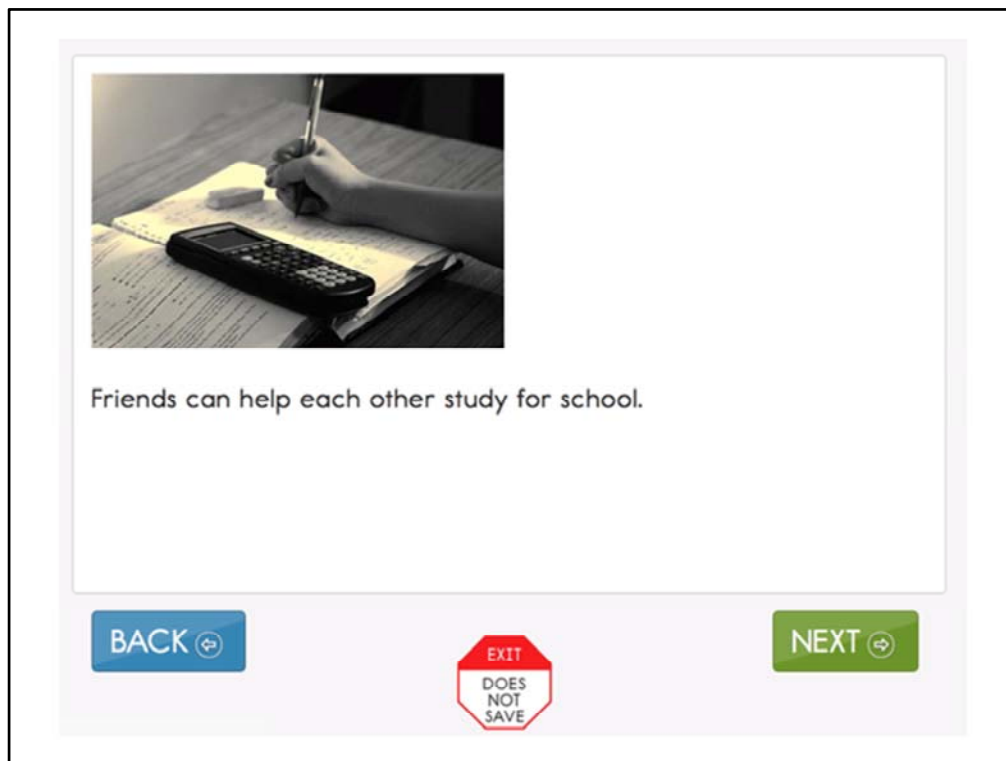 Friends can help each other study for school.
BACK
NEXT
EXIT
DOES
NOT
SAVE